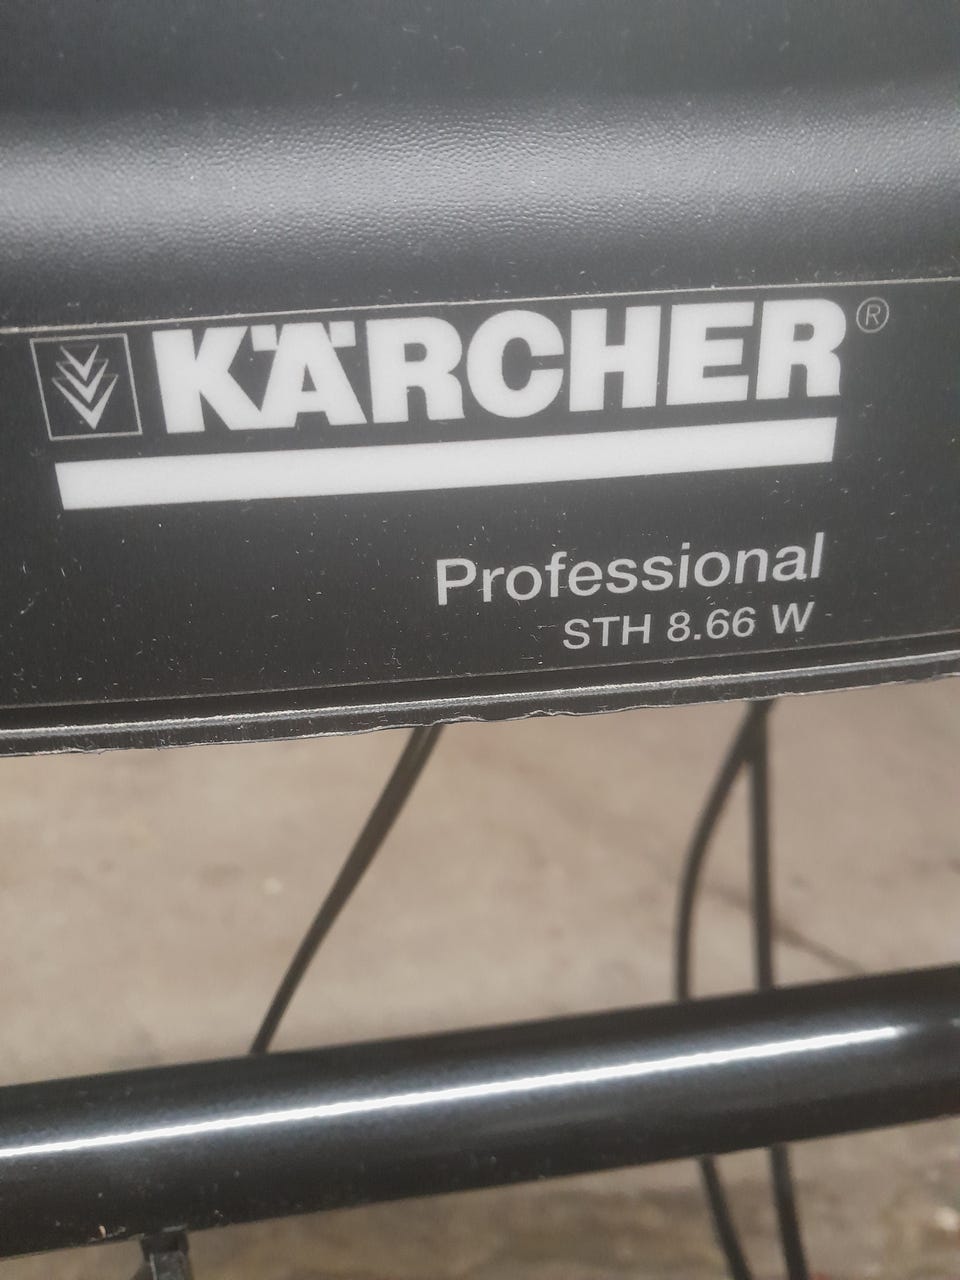 KÄRCHER®
Professional
STH 8.66 W